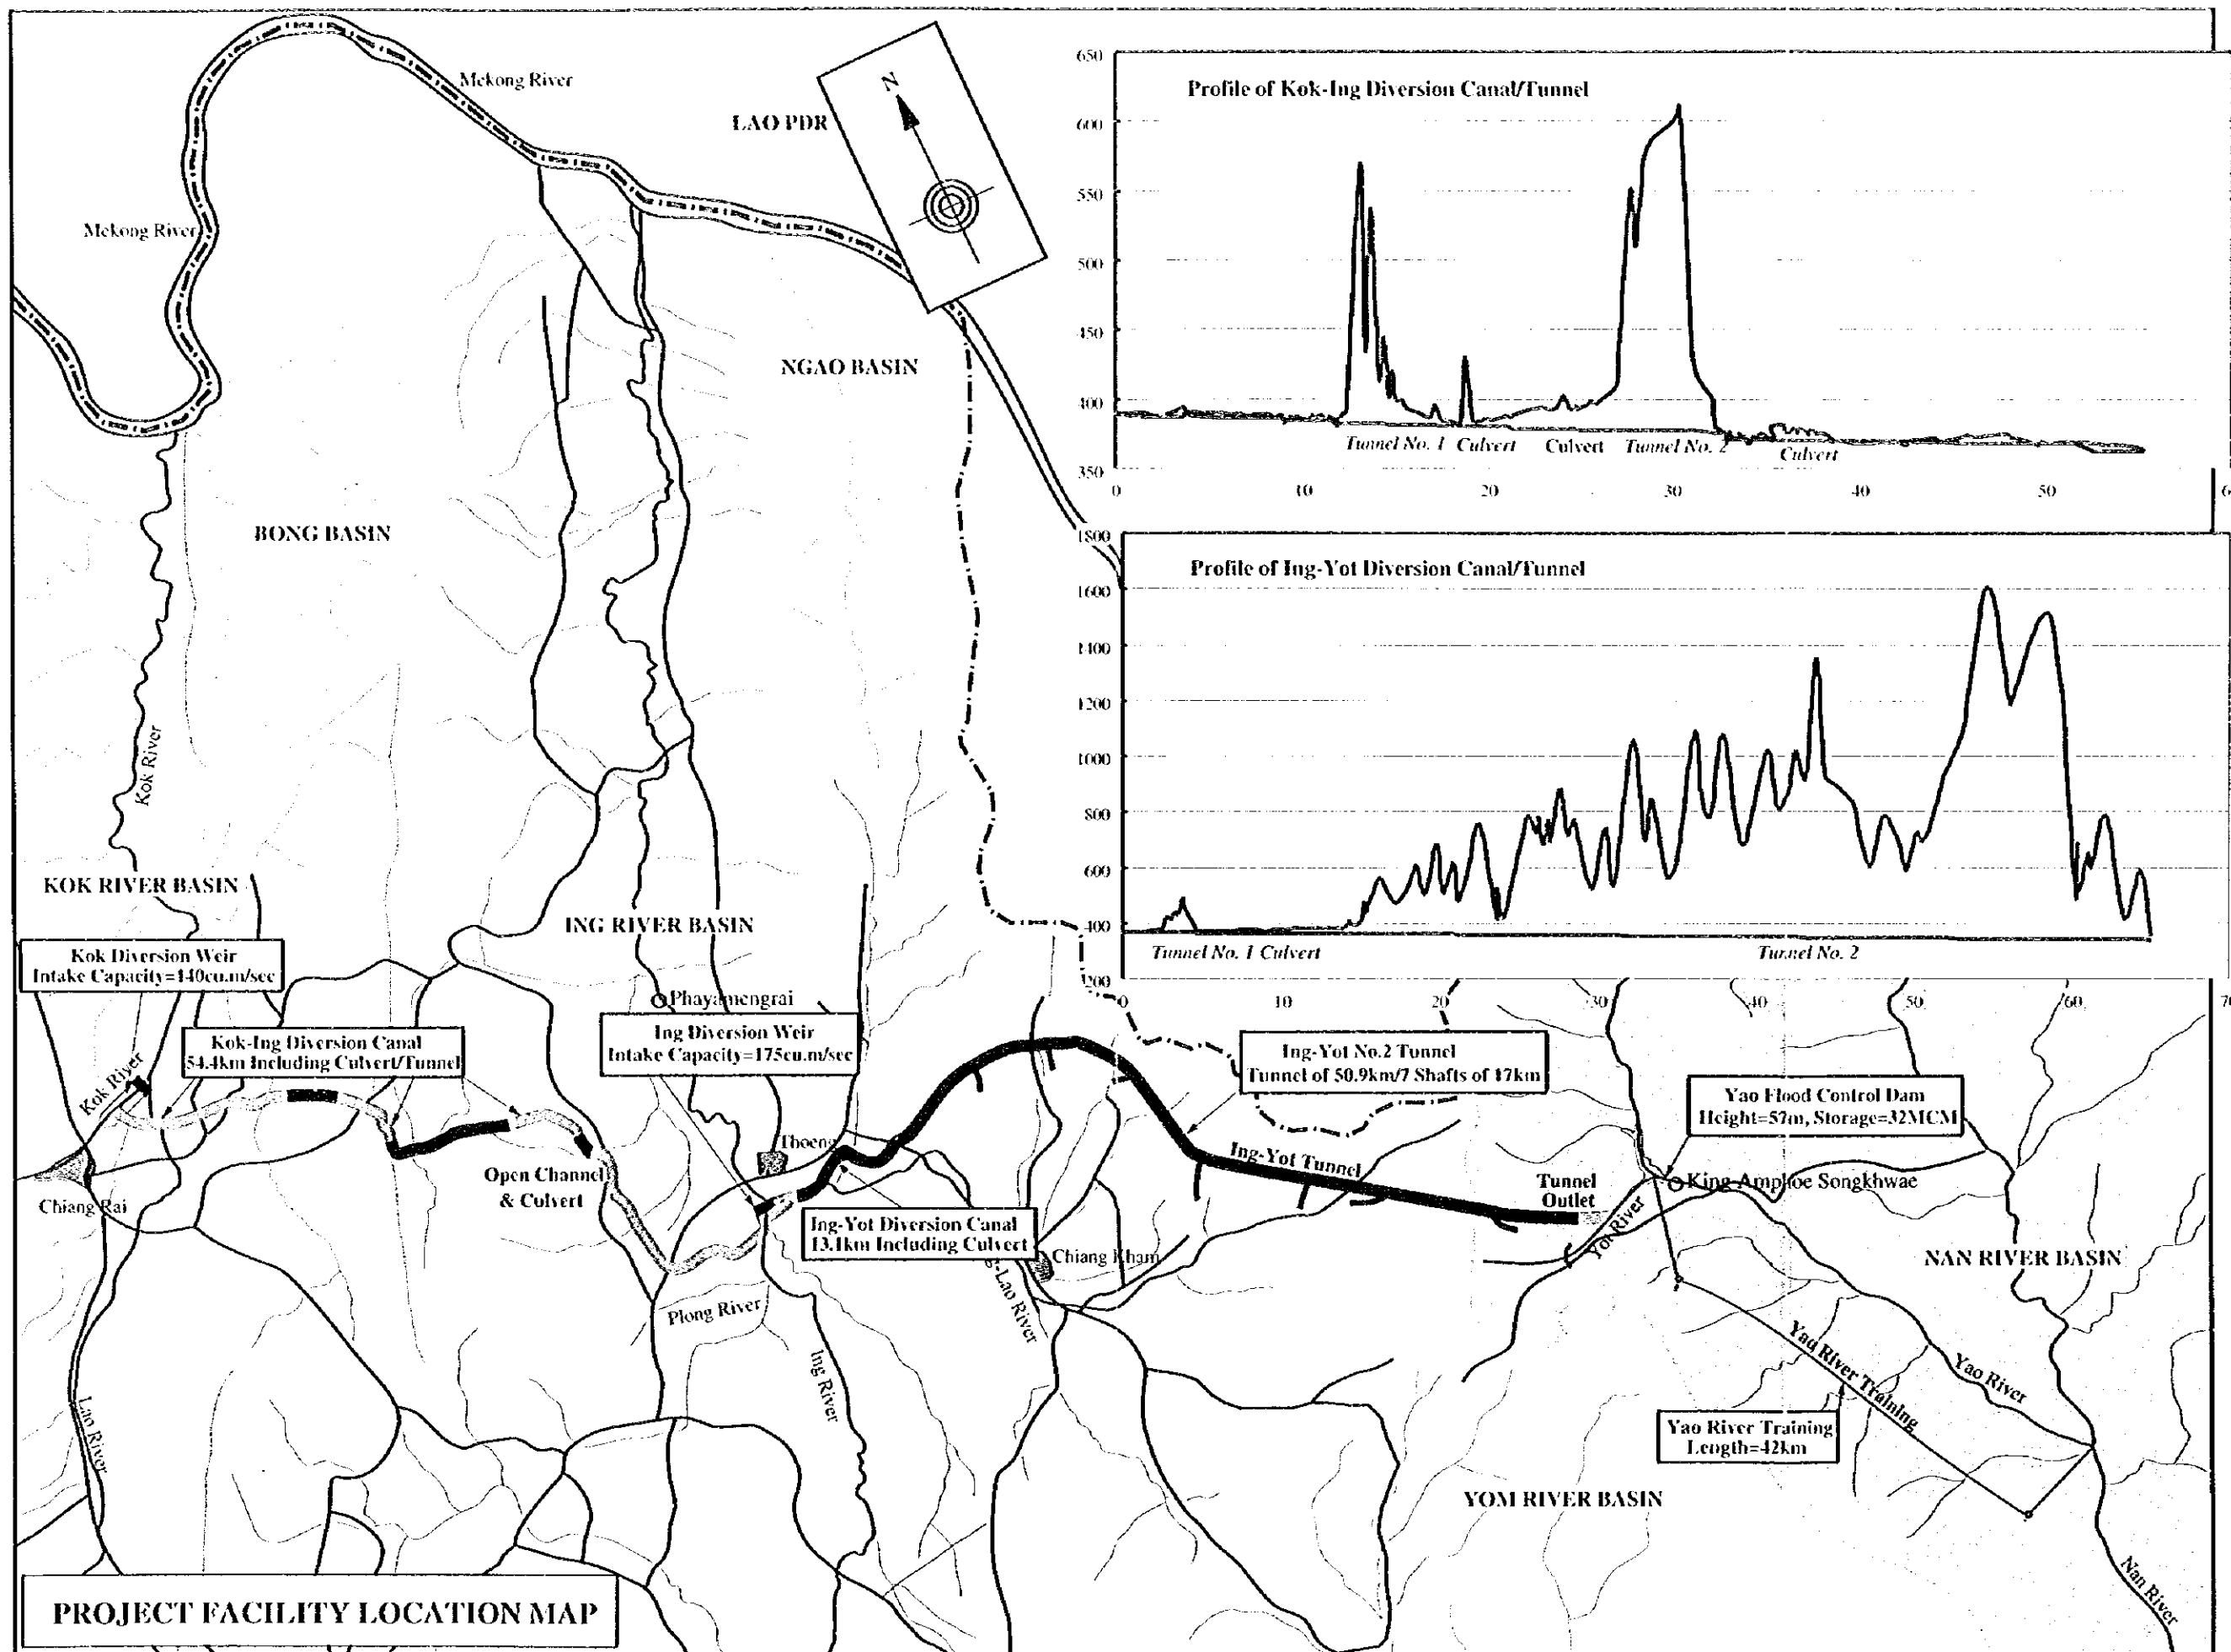 Mekong River
LAO PDR
N
Mekong River
NGAO BASIN
BONG BASIN
Kok River
KOK RIVER BASIN
ING RIVER BASIN
Kok Diversion Weir
Intake Capacity=140cu.m/sec
Phayamengrai
Kok-Ing Diversion Canal
54.4km Including Culvert/Tunnel
Ing Diversion Weir
Intake Capacity=175cu.m/sec
Ing-Yot No.2 Tunnel
Tunnel of 50.9km/7 Shafts of 17km
Yao Flood Control Dam
Height=57m, Storage=32MCM
Kok River
Thoeng
Ing-Yot Tunnel
Open Channel
& Culvert
Tunnel
Outlet
King Amphoe Songkhwae
Chiang Rai
Yot River
Ing-Yot Diversion Canal
13.1km Including Culvert
Chiang Kham
NAN RIVER BASIN
-Lao River
Plong River
Ing River
Yao River Training
Yao River
Lao River
Yao River Training
Length=42km
YOM RIVER BASIN
Nan River
PROJECT FACILITY LOCATION MAP
Profile of Kok-Ing Diversion Canal/Tunnel
650
600
550
500
450
400
350
Tunnel No. 1 Culvert Culvert Tunnel No. 2
Culvert
0 10 20 30 40 50 6
Profile of Ing-Yot Diversion Canal/Tunnel
1800
1600
1400
1200
1000
800
600
400
200
Tunnel No. 1 Culvert Tunnel No. 2
0 10 20 30 40 50 60 70